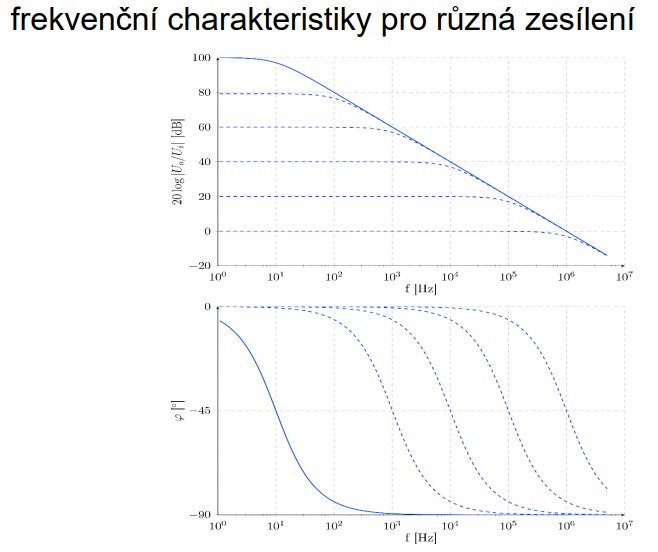 frekvenční charakteristiky pro různá zesílení
100
80
60
40
20
0
−20
20 log |U₀/Uᵢ| [dB]
10⁰ 10¹ 10² 10³ 10⁴ 10⁵ 10⁶ 10⁷
f [Hz]
0
−45
−90
φ [°]
10⁰ 10¹ 10² 10³ 10⁴ 10⁵ 10⁶ 10⁷
f [Hz]